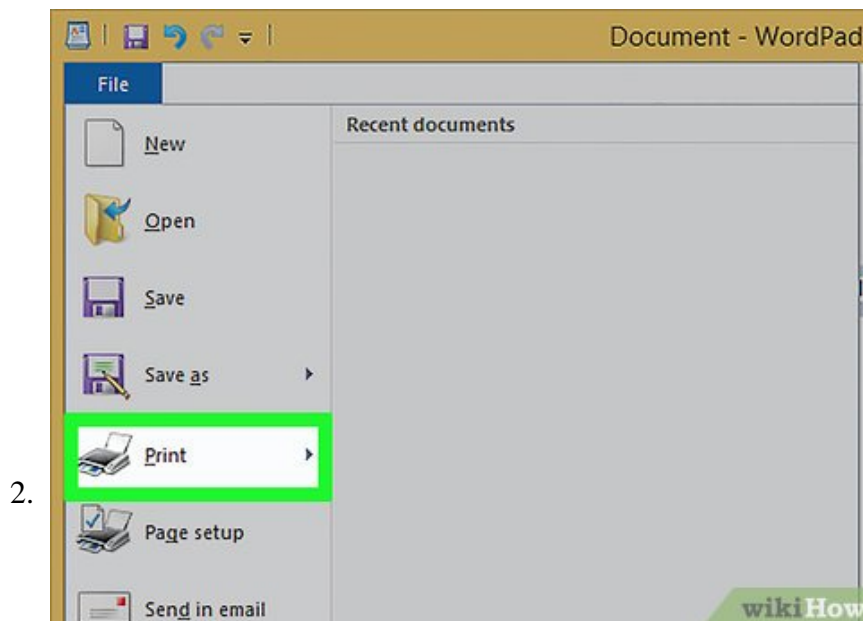 Document - WordPad
File
Recent documents
New
Open
Save
Save as
Print
2.
Page setup
Send in email
wikiHow